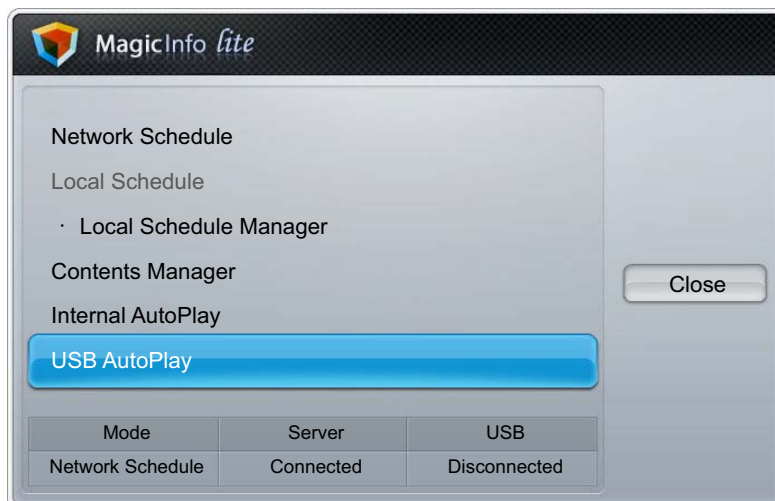 MagicInfo lite
Network Schedule
Local Schedule
· Local Schedule Manager
Contents Manager
Internal AutoPlay
USB AutoPlay
Close
Mode Server USB
Network Schedule Connected Disconnected